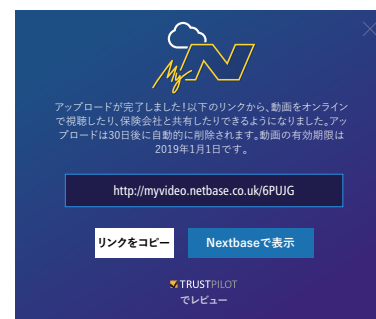 My N
アップロードが完了しました!以下のリンクから、動画をオンライン
で視聴したり、保険会社と共有したりできるようになりました。アッ
プロードは30日後に自動的に削除されます。動画の有効期限は
2019年1月1日です。
http://myvideo.netbase.co.uk/6PUJG
リンクをコピー
Nextbaseで表示
TRUSTPILOT
でレビュー